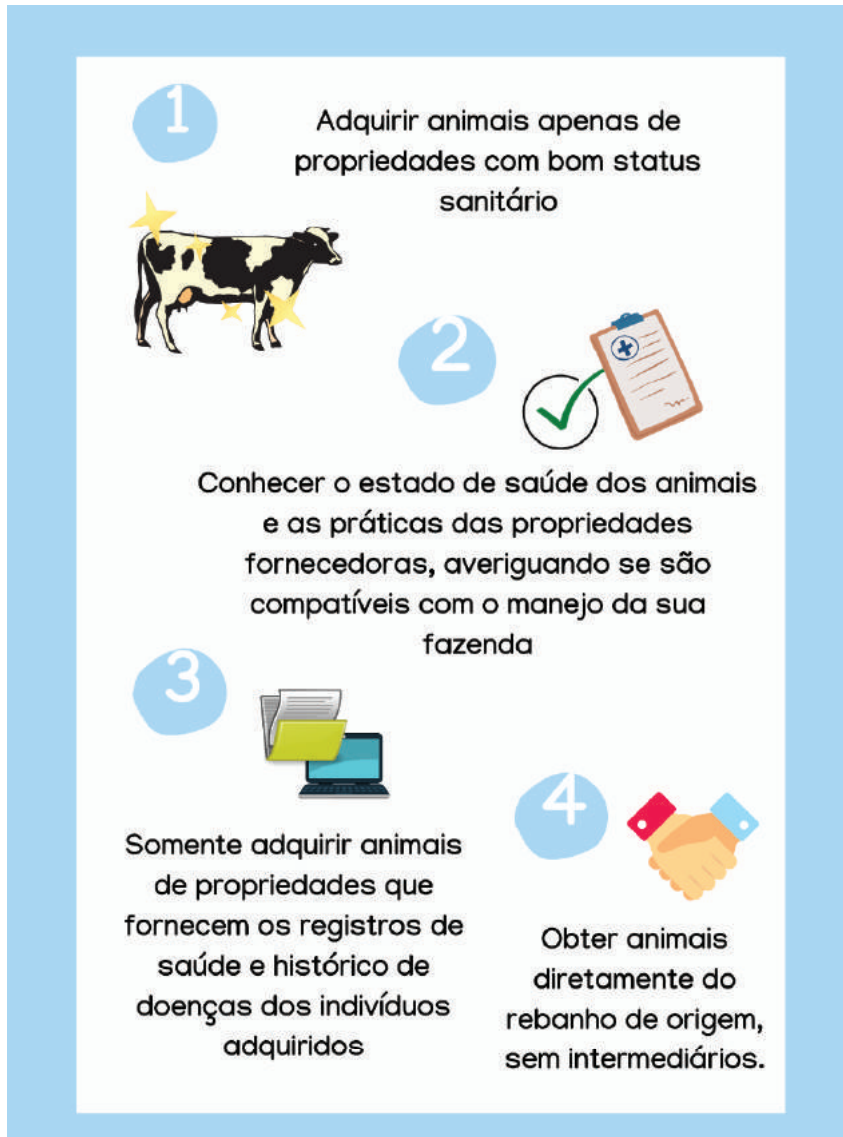 1
Adquirir animais apenas de
propriedades com bom status
sanitário
2
Conhecer o estado de saúde dos animais
e as práticas das propriedades
fornecedoras, averiguando se são
compatíveis com o manejo da sua
fazenda
3
Somente adquirir animais
de propriedades que
fornecem os registros de
saúde e histórico de
doenças dos indivíduos
adquiridos
4
Obter animais
diretamente do
rebanho de origem,
sem intermediários.